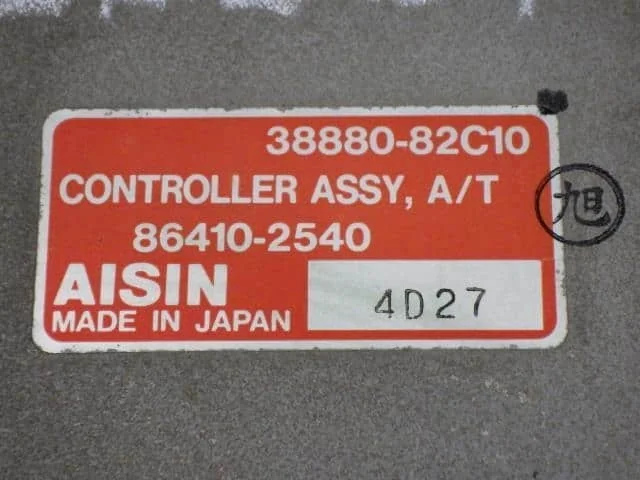 38880-82C10
CONTROLLER ASSY, A/T
86410-2540
旭
AISIN
4D27
MADE IN JAPAN